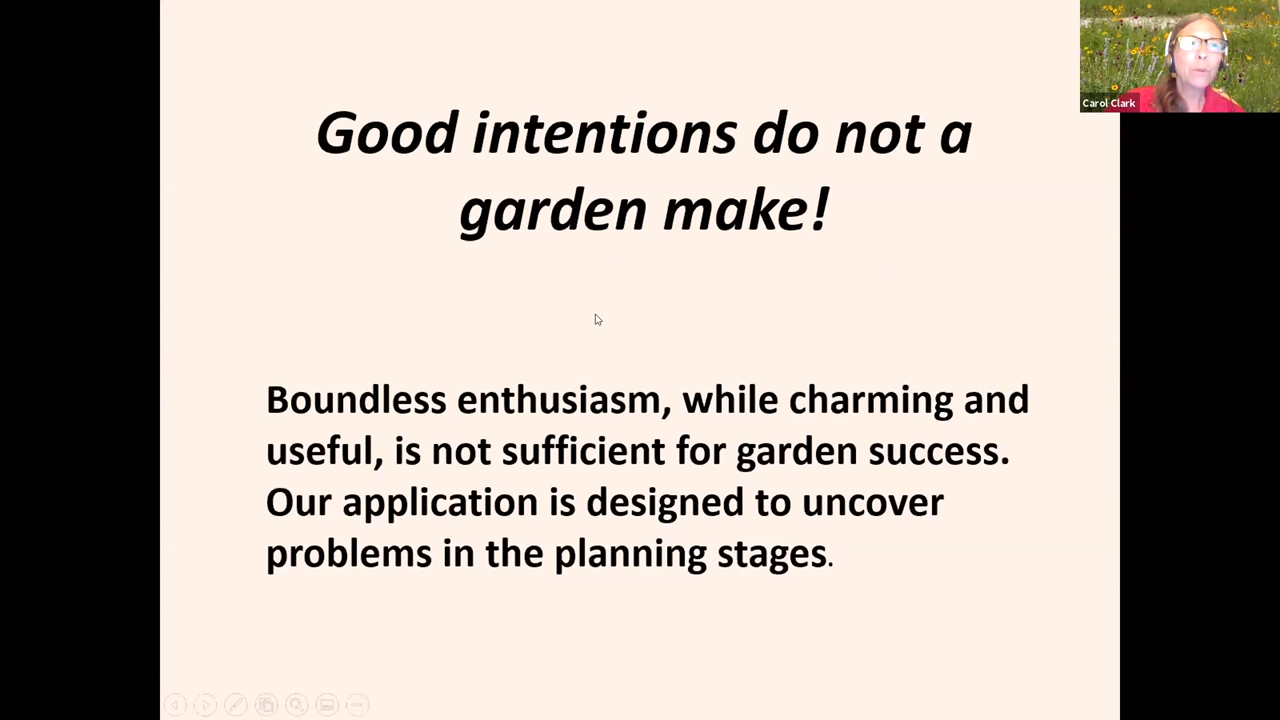 Good intentions do not a
garden make!
Boundless enthusiasm, while charming and
useful, is not sufficient for garden success.
Our application is designed to uncover
problems in the planning stages.
Carol Clark